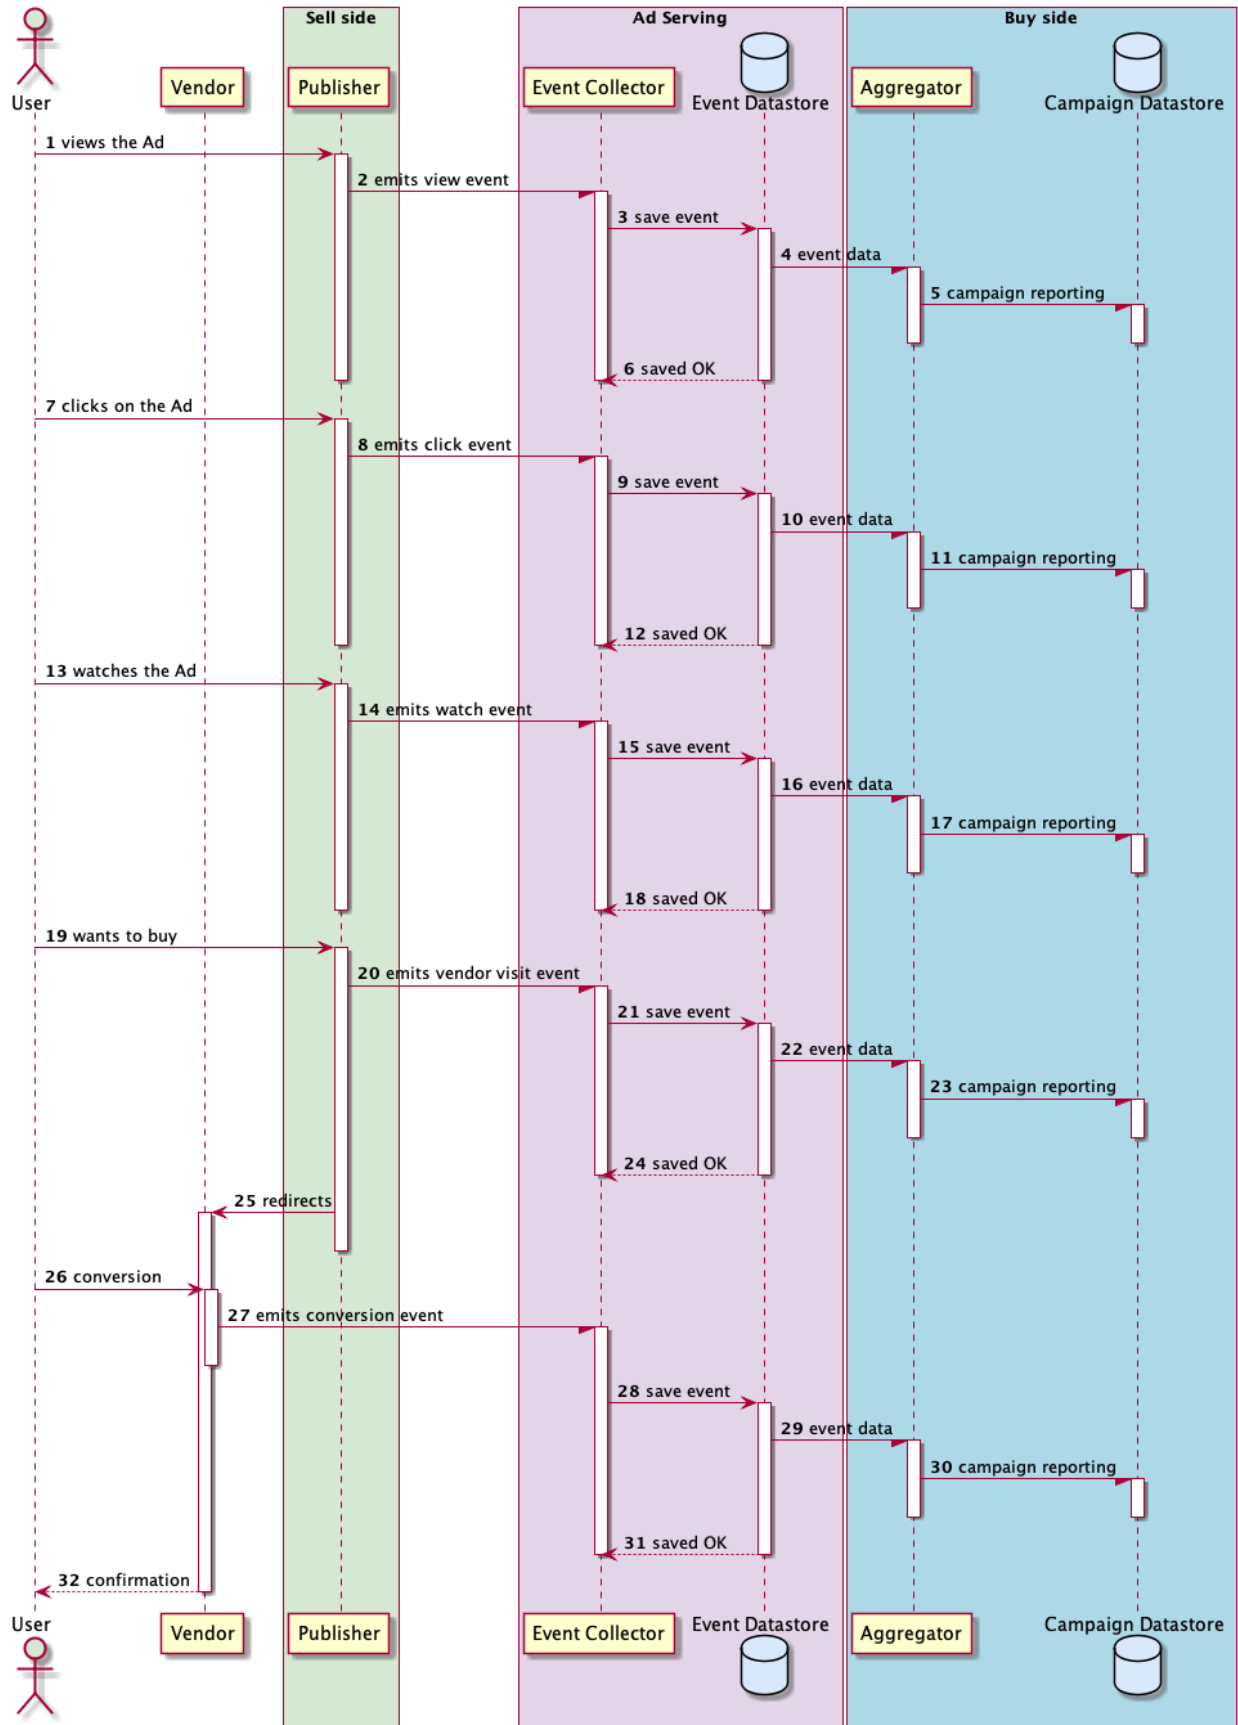 Sell side
Ad Serving
Buy side
User
Vendor
Publisher
Event Collector
Event Datastore
Aggregator
Campaign Datastore
1 views the Ad
2 emits view event
3 save event
4 event data
5 campaign reporting
6 saved OK
7 clicks on the Ad
8 emits click event
9 save event
10 event data
11 campaign reporting
12 saved OK
13 watches the Ad
14 emits watch event
15 save event
16 event data
17 campaign reporting
18 saved OK
19 wants to buy
20 emits vendor visit event
21 save event
22 event data
23 campaign reporting
24 saved OK
25 redirects
26 conversion
27 emits conversion event
28 save event
29 event data
30 campaign reporting
31 saved OK
32 confirmation
User
Vendor
Publisher
Event Collector
Event Datastore
Aggregator
Campaign Datastore